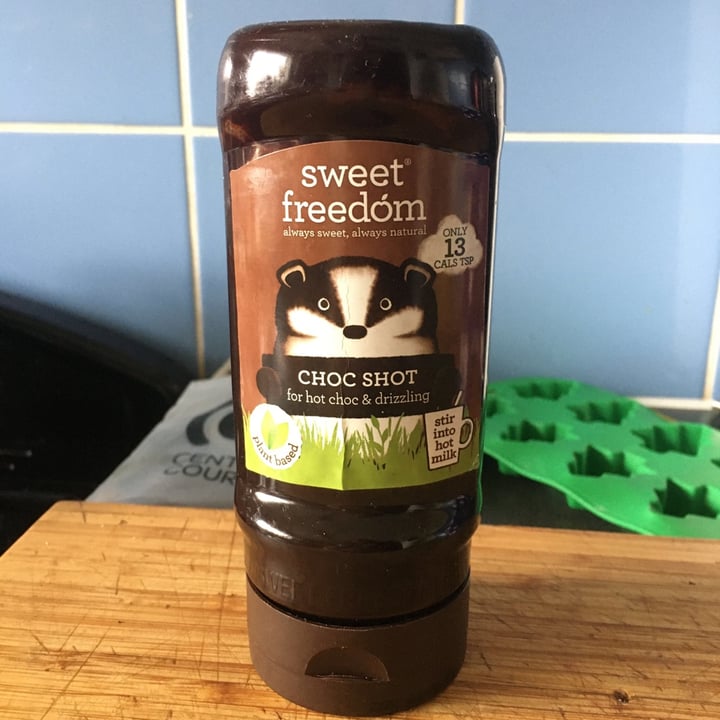 sweet®
freedóm
always sweet, always natural
ONLY
13
CALS TSP
CHOC SHOT
for hot choc & drizzling
plant based
stir
into
hot
milk